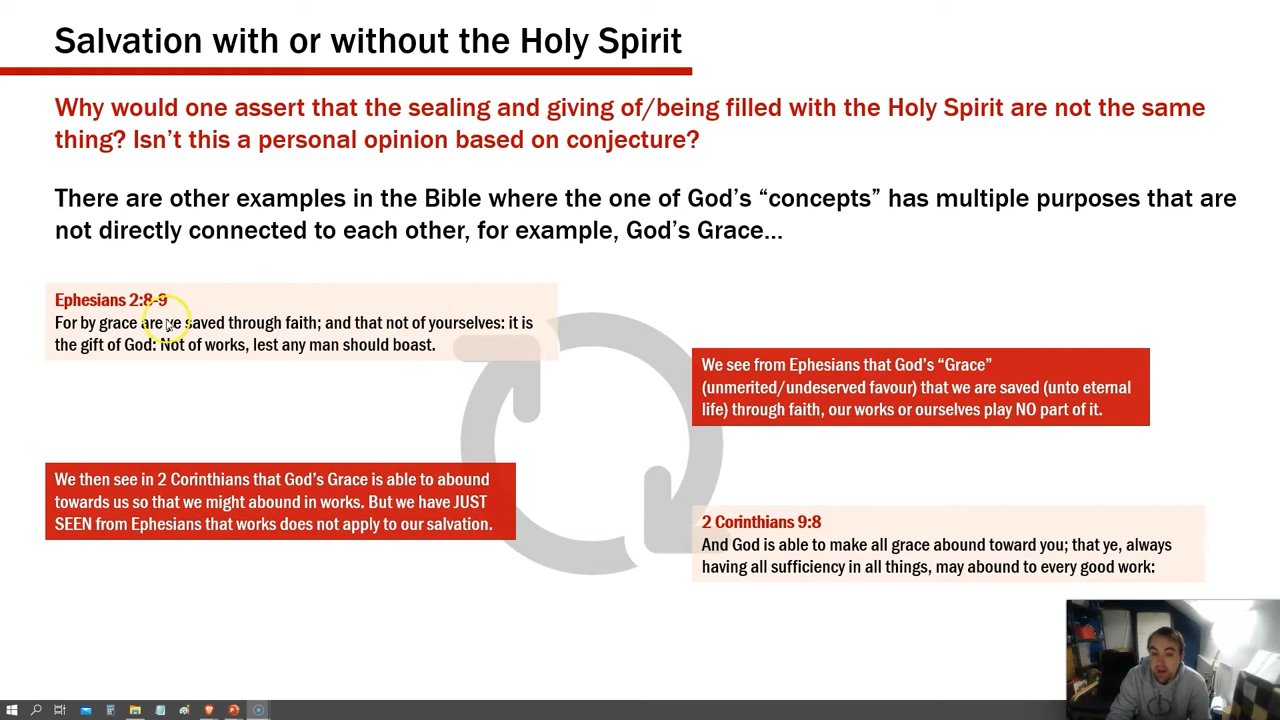 Salvation with or without the Holy Spirit
Why would one assert that the sealing and giving of/being filled with the Holy Spirit are not the same
thing? Isn't this a personal opinion based on conjecture?
There are other examples in the Bible where the one of God's “concepts” has multiple purposes that are
not directly connected to each other, for example, God's Grace...
Ephesians 2:8-9
For by grace are ye saved through faith; and that not of yourselves: it is
the gift of God: Not of works, lest any man should boast.
We see from Ephesians that God's “Grace”
(unmerited/undeserved favour) that we are saved (unto eternal
life) through faith, our works or ourselves play NO part of it.
We then see in 2 Corinthians that God's Grace is able to abound
towards us so that we might abound in works. But we have JUST
SEEN from Ephesians that works does not apply to our salvation.
2 Corinthians 9:8
And God is able to make all grace abound toward you; that ye, always
having all sufficiency in all things, may abound to every good work: